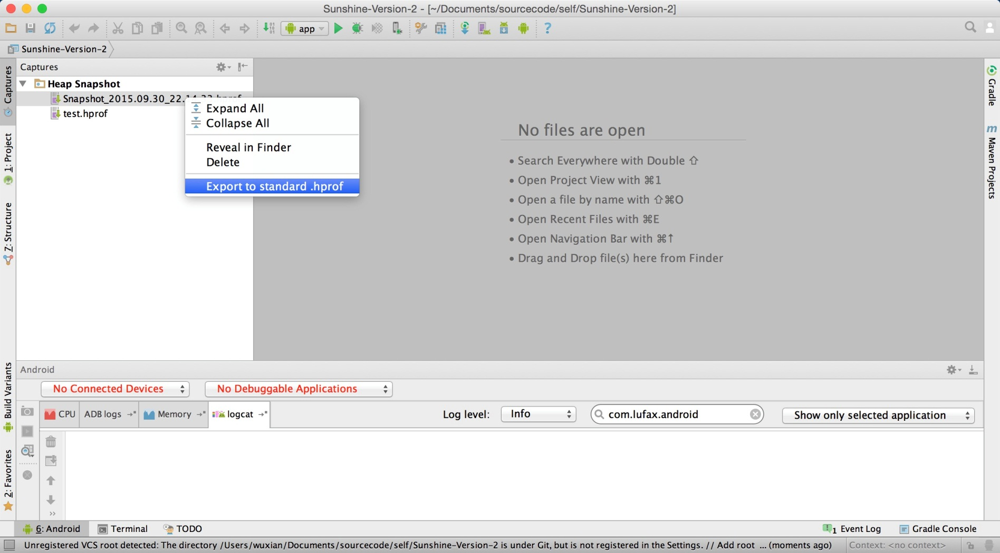 Sunshine-Version-2 - [~/Documents/sourcecode/self/Sunshine-Version-2]
app
?
Sunshine-Version-2
Captures
Captures
Heap Snapshot
Snapshot_2015.09.30_22.
test.hprof
Expand All
Collapse All
Reveal in Finder
Delete
Export to standard .hprof
No files are open
• Search Everywhere with Double ⇧
• Open Project View with ⌘1
• Open a file by name with ⇧⌘O
• Open Recent Files with ⌘E
• Open Navigation Bar with ⌘↑
• Drag and Drop file(s) here from Finder
1: Project
Z: Structure
Build Variants
2: Favorites
Gradle
m
Maven Projects
Android
No Connected Devices
No Debuggable Applications
CPU
ADB logs
Memory
logcat
Log level:
Info
com.lufax.android
Show only selected application
6: Android
Terminal
TODO
1 Event Log
Gradle Console
Unregistered VCS root detected: The directory /Users/wuxian/Documents/sourcecode/self/Sunshine-Version-2 is under Git, but is not registered in the Settings. // Add root ... (moments ago)
Context: <no context>